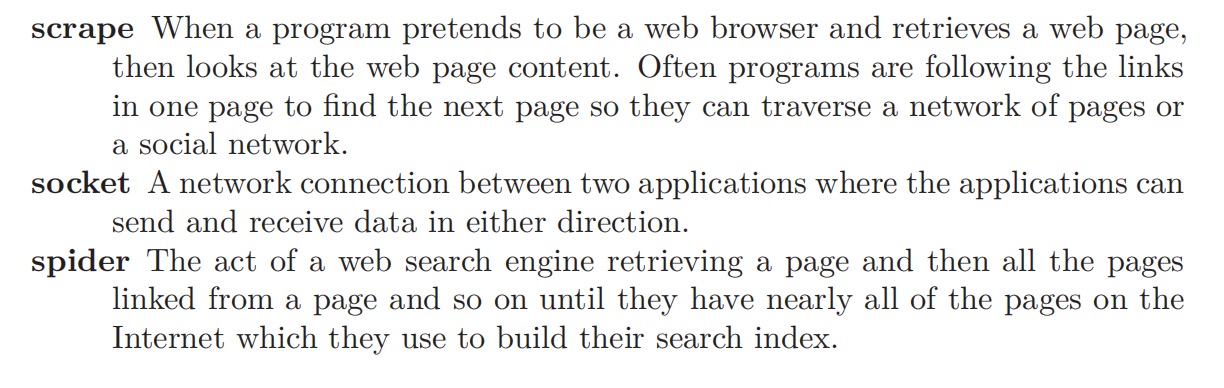 scrape When a program pretends to be a web browser and retrieves a web page,
then looks at the web page content. Often programs are following the links
in one page to find the next page so they can traverse a network of pages or
a social network.
socket A network connection between two applications where the applications can
send and receive data in either direction.
spider The act of a web search engine retrieving a page and then all the pages
linked from a page and so on until they have nearly all of the pages on the
Internet which they use to build their search index.